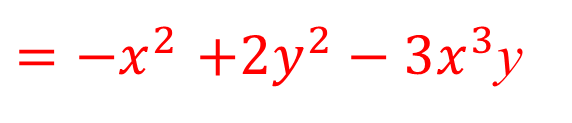 = −x² +2y² − 3x³y